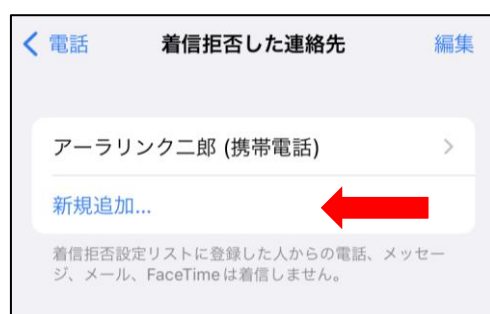 電話 着信拒否した連絡先 編集
アーラリンク二郎 (携帯電話)
新規追加...
着信拒否設定リストに登録した人からの電話、メッセー
ジ、メール、FaceTimeは着信しません。